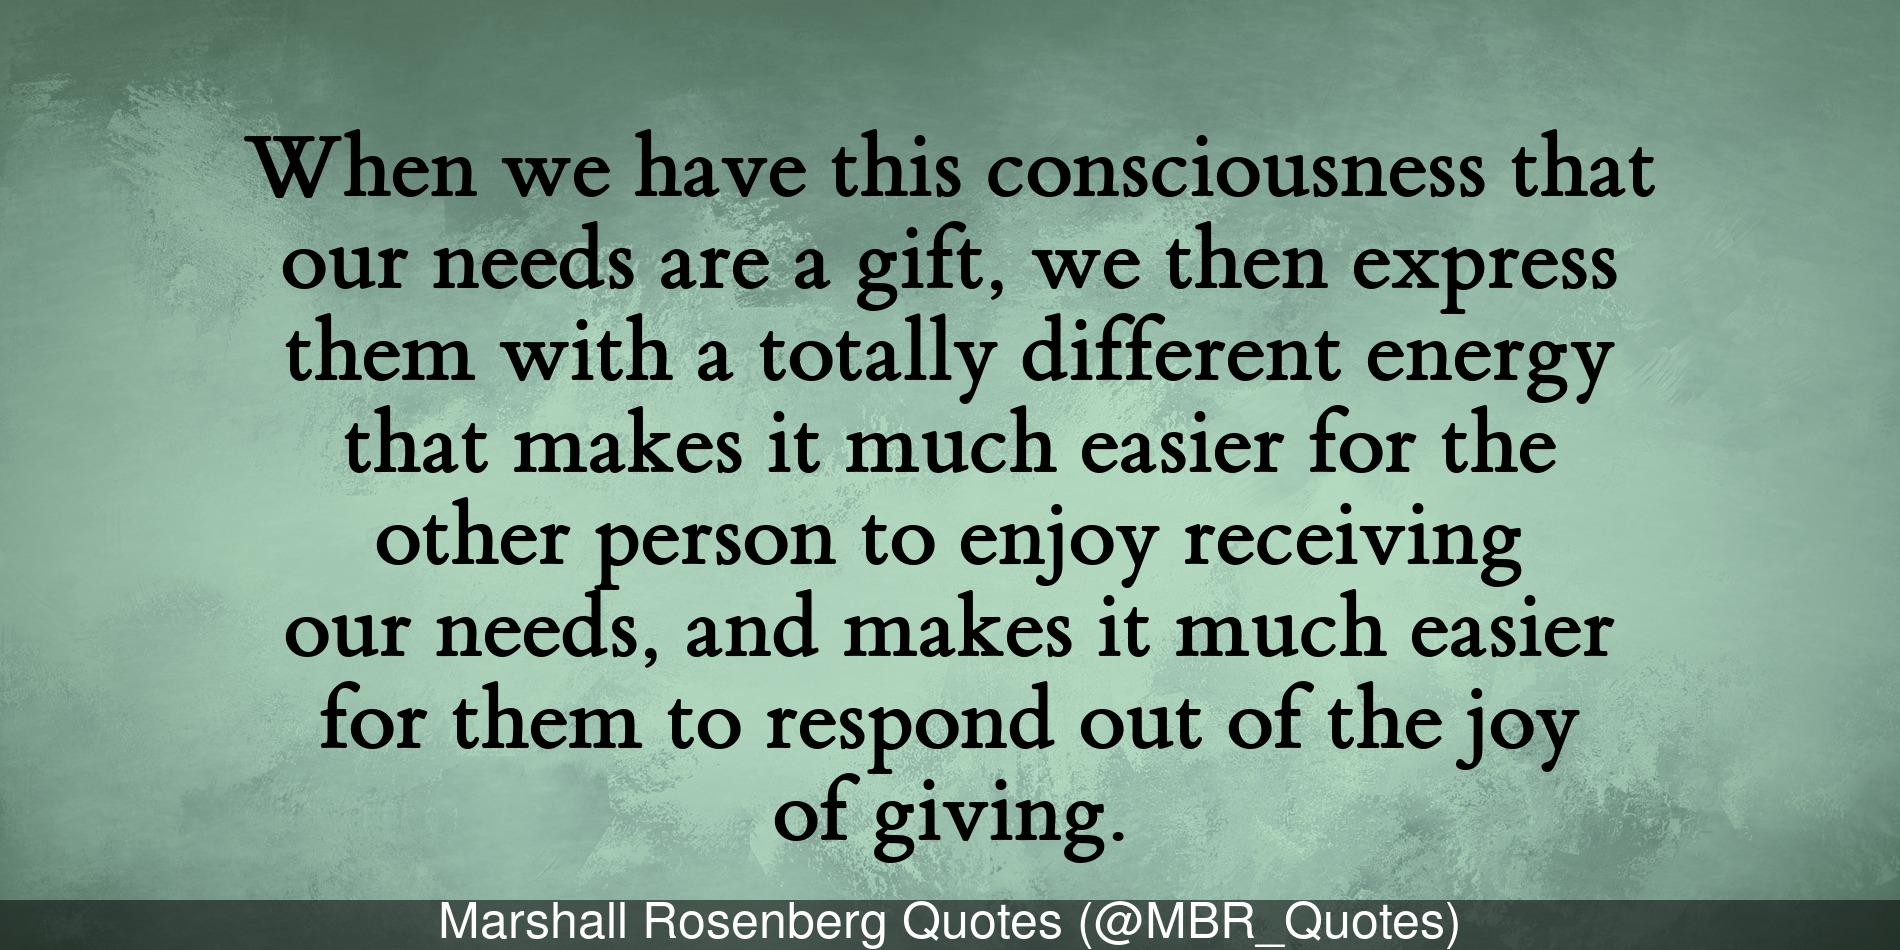 When we have this consciousness that
our needs are a gift, we then express
them with a totally different energy
that makes it much easier for the
other person to enjoy receiving
our needs, and makes it much easier
for them to respond out of the joy
of giving.
Marshall Rosenberg Quotes (@MBR_Quotes)